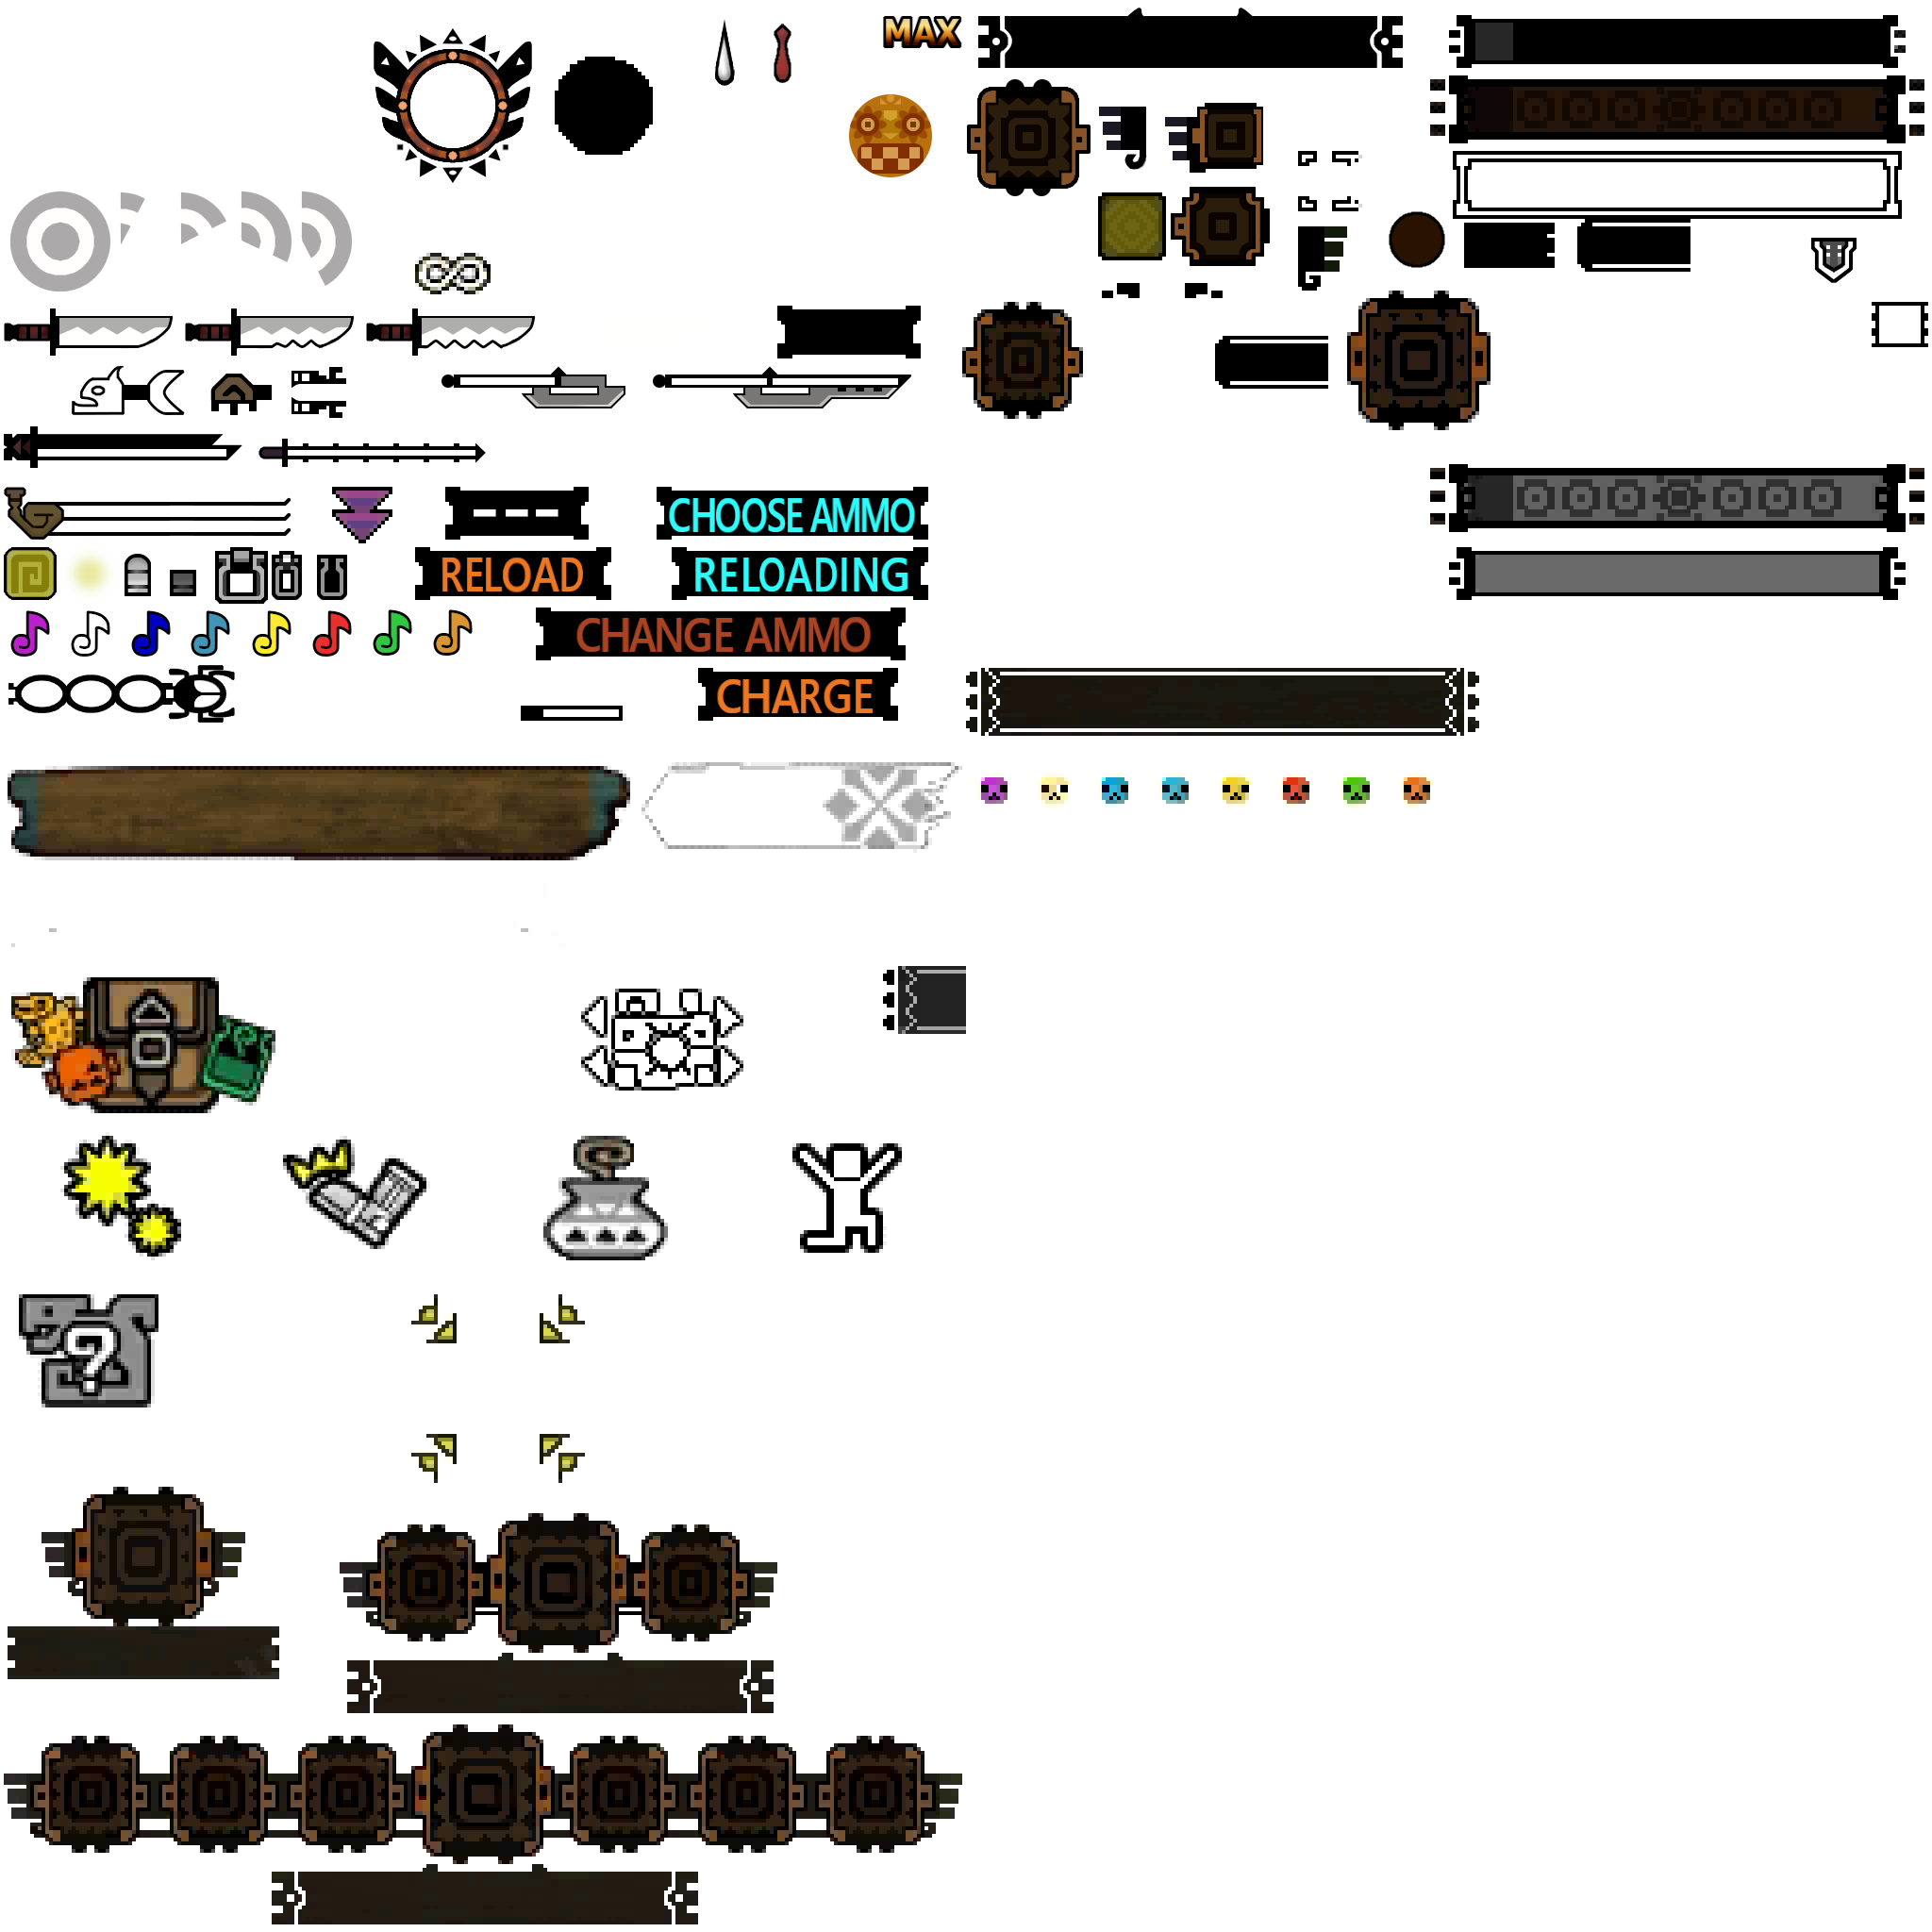 MAX
CHOOSE AMMO
RELOAD
RELOADING
CHANGE AMMO
CHARGE
?